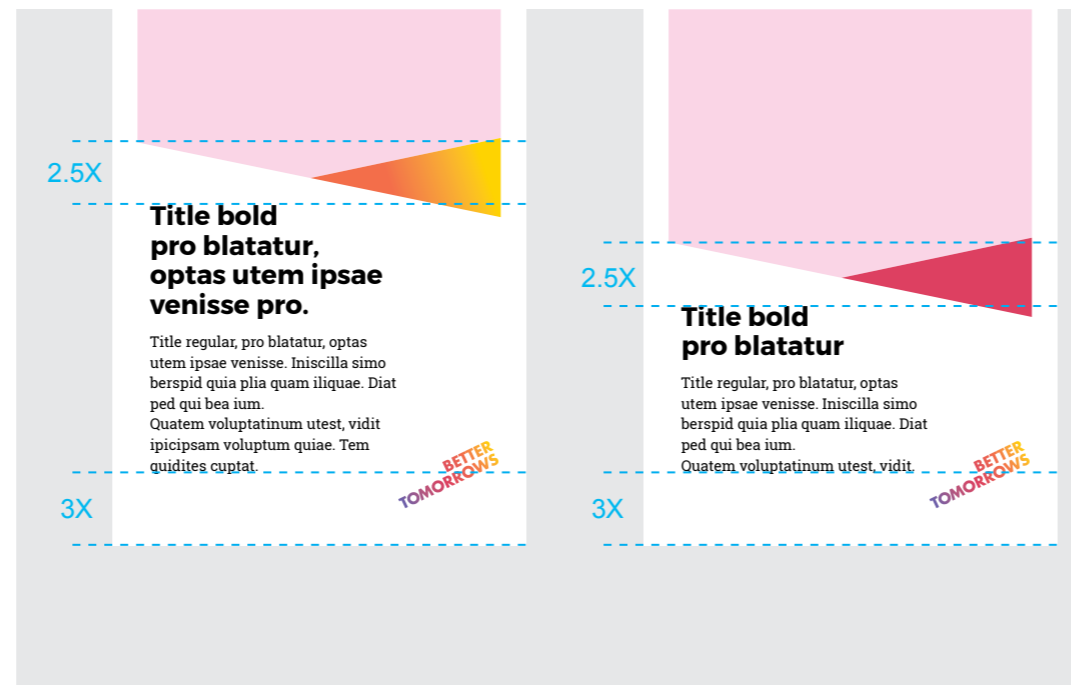 2.5X
Title bold
pro blatatur,
optas utem ipsae
venisse pro.
Title regular, pro blatatur, optas
utem ipsae venisse. Iniscilla simo
berspid quia plia quam iliquae. Diat
ped qui bea ium.
Quatem voluptatinum utest, vidit
ipicipsam voluptum quiae. Tem
quidites cuptat.
BETTER
TOMORROWS
3X
2.5X
Title bold
pro blatatur
Title regular, pro blatatur, optas
utem ipsae venisse. Iniscilla simo
berspid quia plia quam iliquae. Diat
ped qui bea ium.
Quatem voluptatinum utest, vidit.
BETTER
TOMORROWS
3X